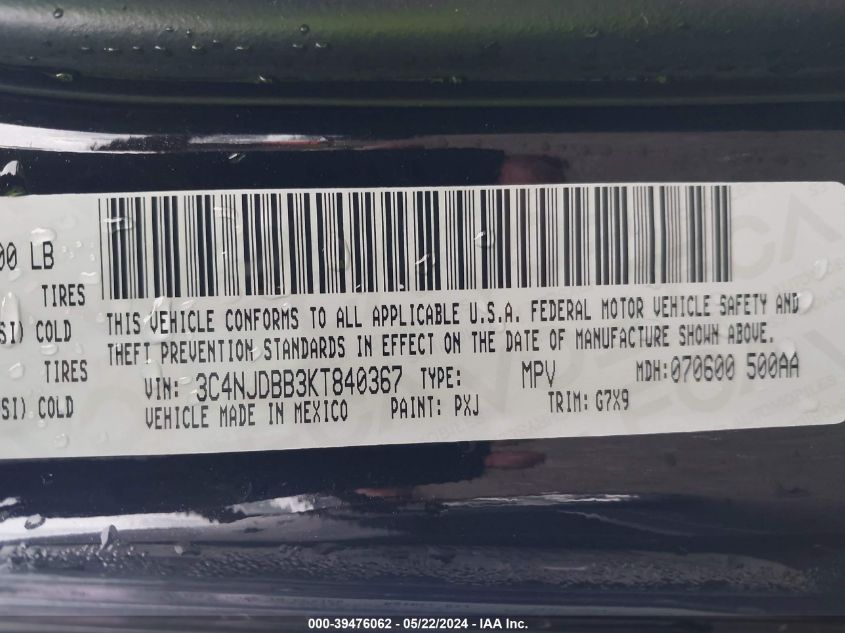 00 LB
TIRES
SI) COLD
TIRES
SI) COLD
THIS VEHICLE CONFORMS TO ALL APPLICABLE U.S.A. FEDERAL MOTOR VEHICLE SAFETY AND
THEFT PREVENTION STANDARDS IN EFFECT ON THE DATE OF MANUFACTURE SHOWN ABOVE.
VIN: 3C4NJDBB3KT840367 TYPE: MPV MDH:070600 500AA
VEHICLE MADE IN MEXICO PAINT: PXJ TRIM: G7X9
000-39476062 - 05/22/2024 - IAA Inc.